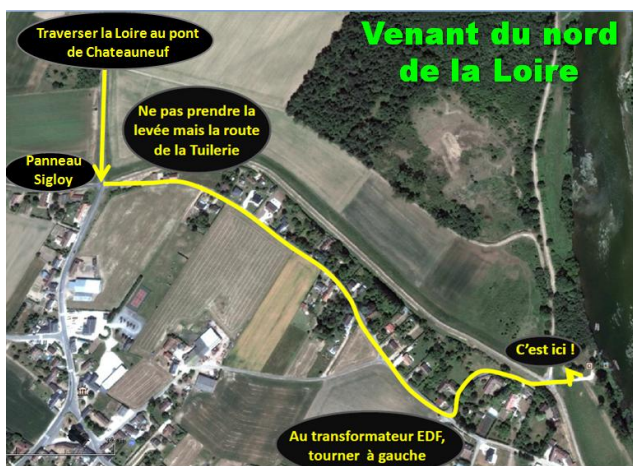 Traverser la Loire au pont
de Chateauneuf
Venant du nord
de la Loire
Ne pas prendre la
levée mais la route
de la Tuilerie
Panneau
Sigloy
C'est ici !
Au transformateur EDF,
tourner à gauche